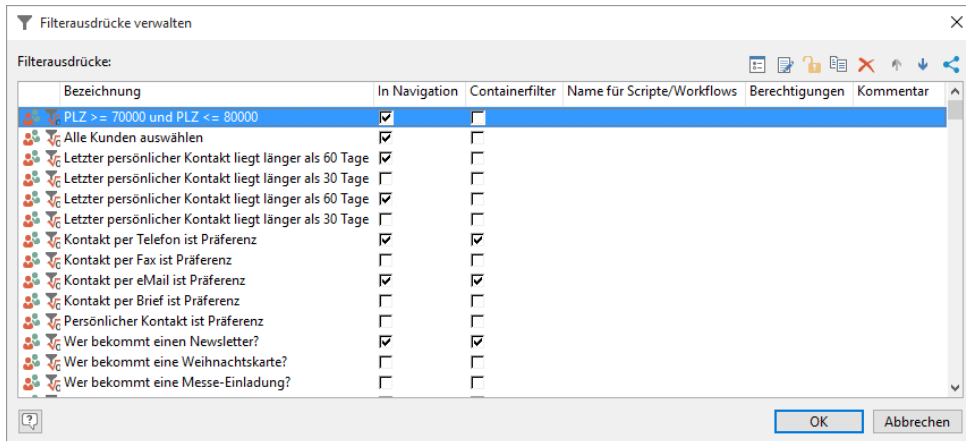 Filterausdrücke verwalten
Filterausdrücke:
Bezeichnung In Navigation Containerfilter Name für Scripte/Workflows Berechtigungen Kommentar
PLZ >= 70000 und PLZ <= 80000
Alle Kunden auswählen
Letzter persönlicher Kontakt liegt länger als 60 Tage
Letzter persönlicher Kontakt liegt länger als 30 Tage
Letzter persönlicher Kontakt liegt länger als 60 Tage
Letzter persönlicher Kontakt liegt länger als 30 Tage
Kontakt per Telefon ist Präferenz
Kontakt per Fax ist Präferenz
Kontakt per eMail ist Präferenz
Kontakt per Brief ist Präferenz
Persönlicher Kontakt ist Präferenz
Wer bekommt einen Newsletter?
Wer bekommt eine Weihnachtskarte?
Wer bekommt eine Messe-Einladung?
OK Abbrechen